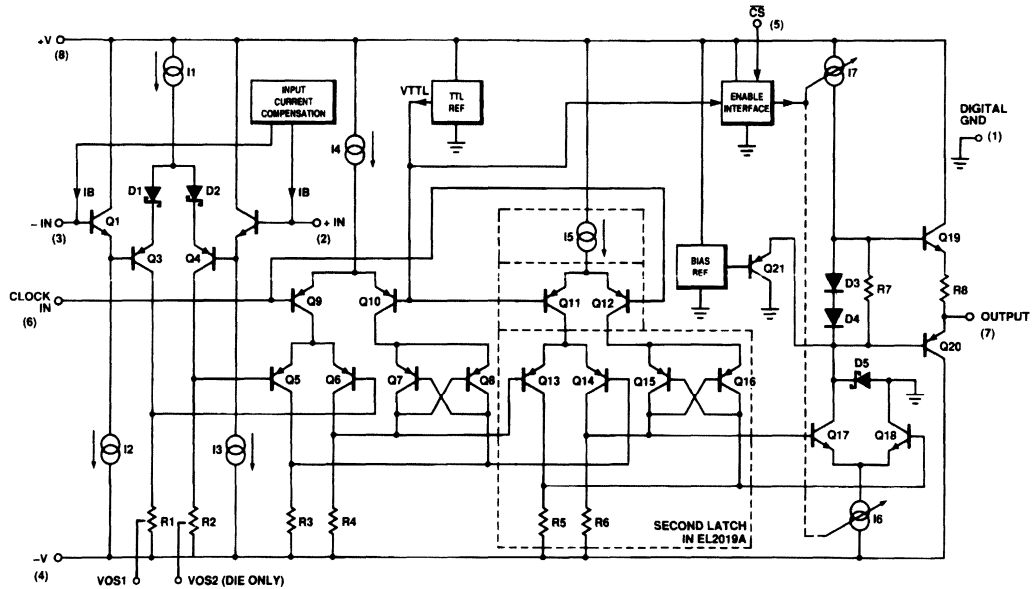 CS
(5)
+V
(8)
I1
INPUT
CURRENT
COMPENSATION
I4
VTTL
TTL
REF
ENABLE
INTERFACE
I7
DIGITAL
GND
(1)
IB
D1
D2
IB
– IN
(3)
Q1
Q3
Q4
+ IN
(2)
I5
BIAS
REF
Q21
Q19
D3
R7
R8
D4
CLOCK
IN
(6)
Q9
Q10
Q11
Q12
OUTPUT
(7)
Q20
D5
Q5
Q6
Q7
Q8
Q13
Q14
Q15
Q16
Q17
Q18
I2
I3
I6
R1
R2
R3
R4
R5
R6
SECOND LATCH
IN EL2019A
–V
(4)
VOS1
VOS2 (DIE ONLY)